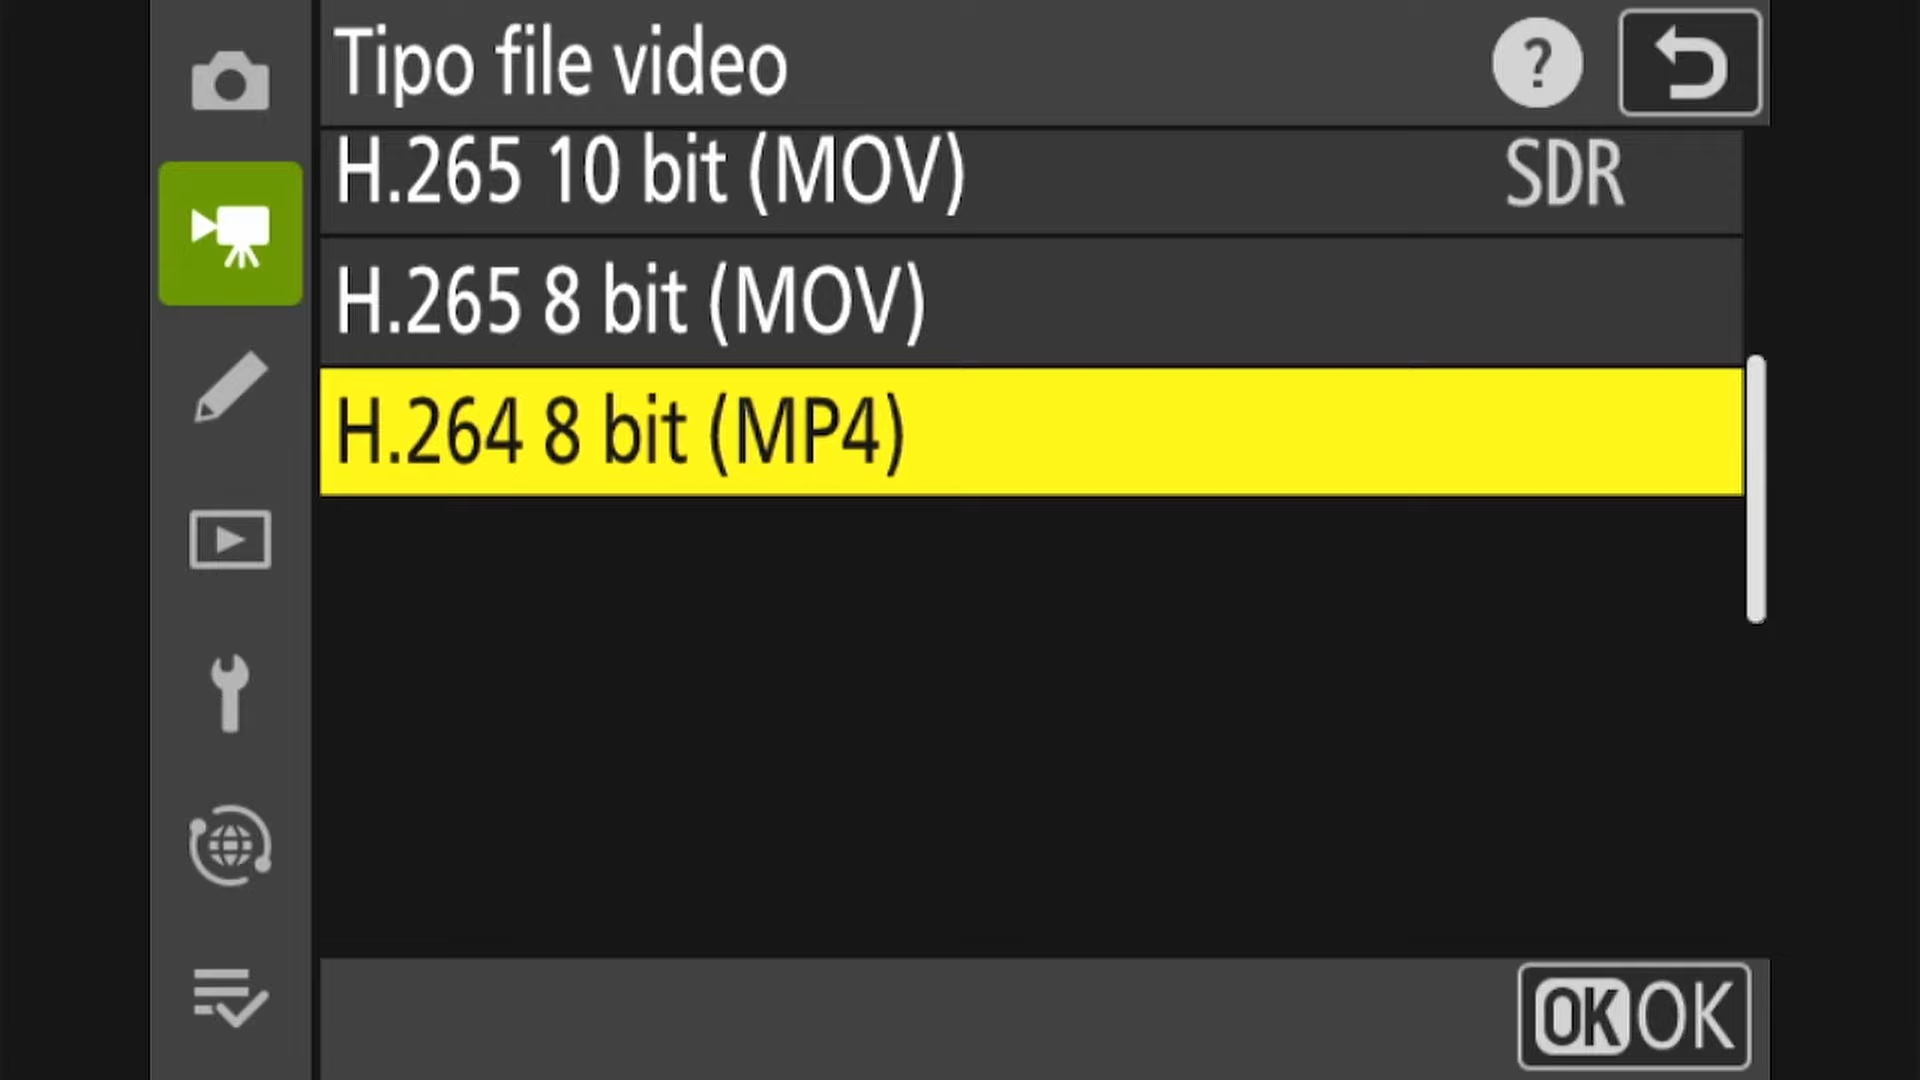 Tipo file video
?
H.265 10 bit (MOV) SDR
H.265 8 bit (MOV)
H.264 8 bit (MP4)
OK OK